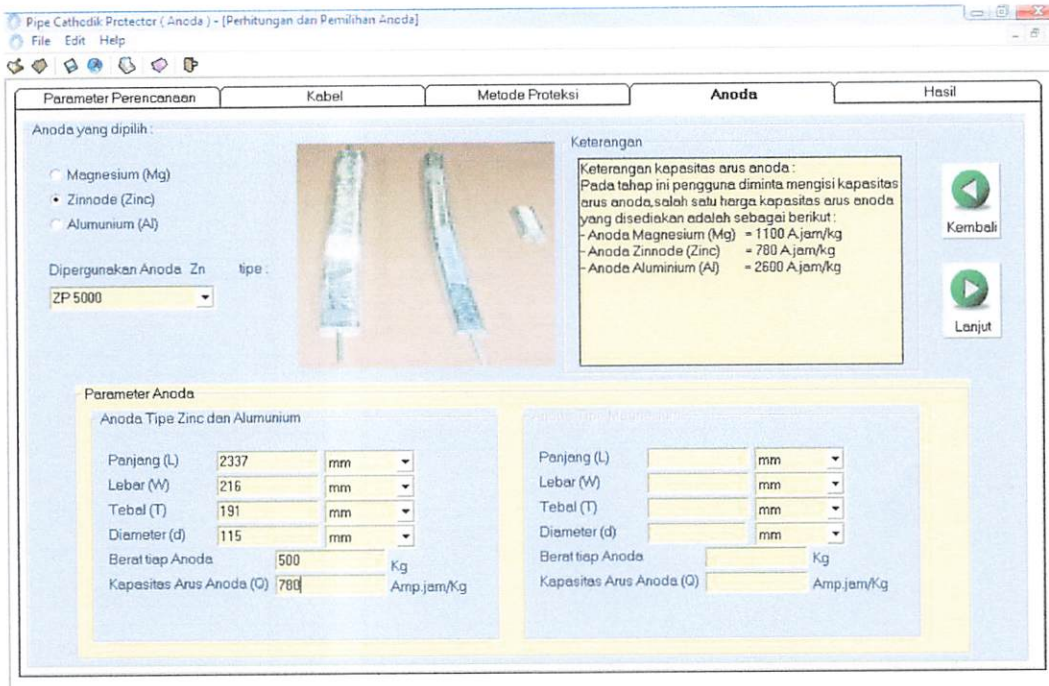 Pipe Cathodik Protector ( Anoda ) - [Perhitungan dan Pemilihan Anoda]
File Edit Help
Parameter Perencanaan Kabel Metode Proteksi Anoda Hasil
Anoda yang dipilih :
Magnesium (Mg)
Zinnode (Zinc)
Alumunium (Al)
Dipergunakan Anoda Zn tipe :
ZP 5000
Keterangan
Keterangan kapasitas arus anoda :
Pada tahap ini pengguna diminta mengisi kapasitas
arus anoda,salah satu harga kapasitas arus anoda
yang disediakan adalah sebagai berikut :
- Anoda Magnesium (Mg) = 1100 A.jam/kg
- Anoda Zinnode (Zinc) = 780 A.jam/kg
- Anoda Aluminium (Al) = 2600 A.jam/kg
Kembali
Lanjut
Parameter Anoda
Anoda Tipe Zinc dan Alumunium
Panjang (L) 2337 mm
Lebar (W) 216 mm
Tebal (T) 191 mm
Diameter (d) 115 mm
Berat tiap Anoda 500 Kg
Kapasitas Arus Anoda (Q) 780 Amp.jam/Kg
Anoda Tipe
Panjang (L) mm
Lebar (W) mm
Tebal (T) mm
Diameter (d) mm
Berat tiap Anoda Kg
Kapasitas Arus Anoda (Q) Amp.jam/Kg